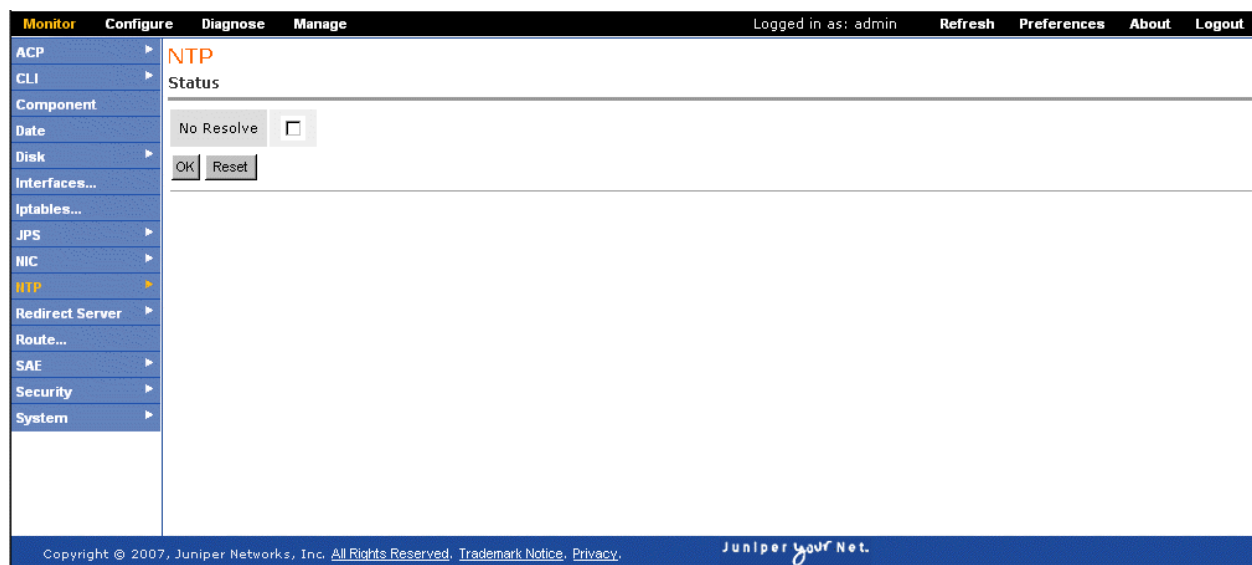 Monitor Configure Diagnose Manage Logged in as: admin Refresh Preferences About Logout
ACP
CLI
Component
Date
Disk
Interfaces...
Iptables...
JPS
NIC
NTP
Redirect Server
Route...
SAE
Security
System
NTP
Status
No Resolve
OK Reset
Copyright © 2007, Juniper Networks, Inc. All Rights Reserved. Trademark Notice. Privacy.
Juniper your Net.